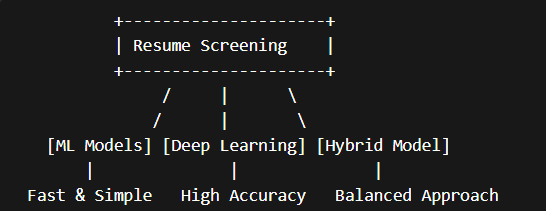 +---------------------+
| Resume Screening    |
+---------------------+
/     |      \
/      |       \
[ML Models] [Deep Learning] [Hybrid Model]
|              |              |
Fast & Simple   High Accuracy   Balanced Approach